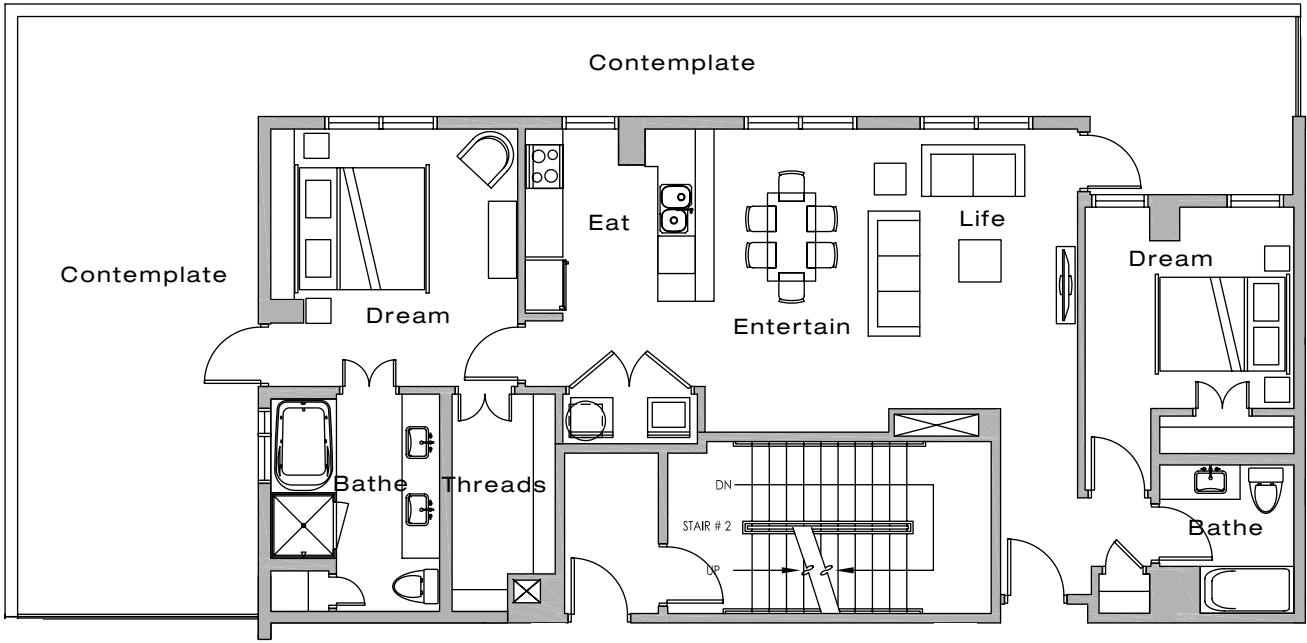 Contemplate
Eat
Life
Dream
Contemplate
Dream
Entertain
Bathe
Threads
DN
STAIR # 2
Bathe
UP